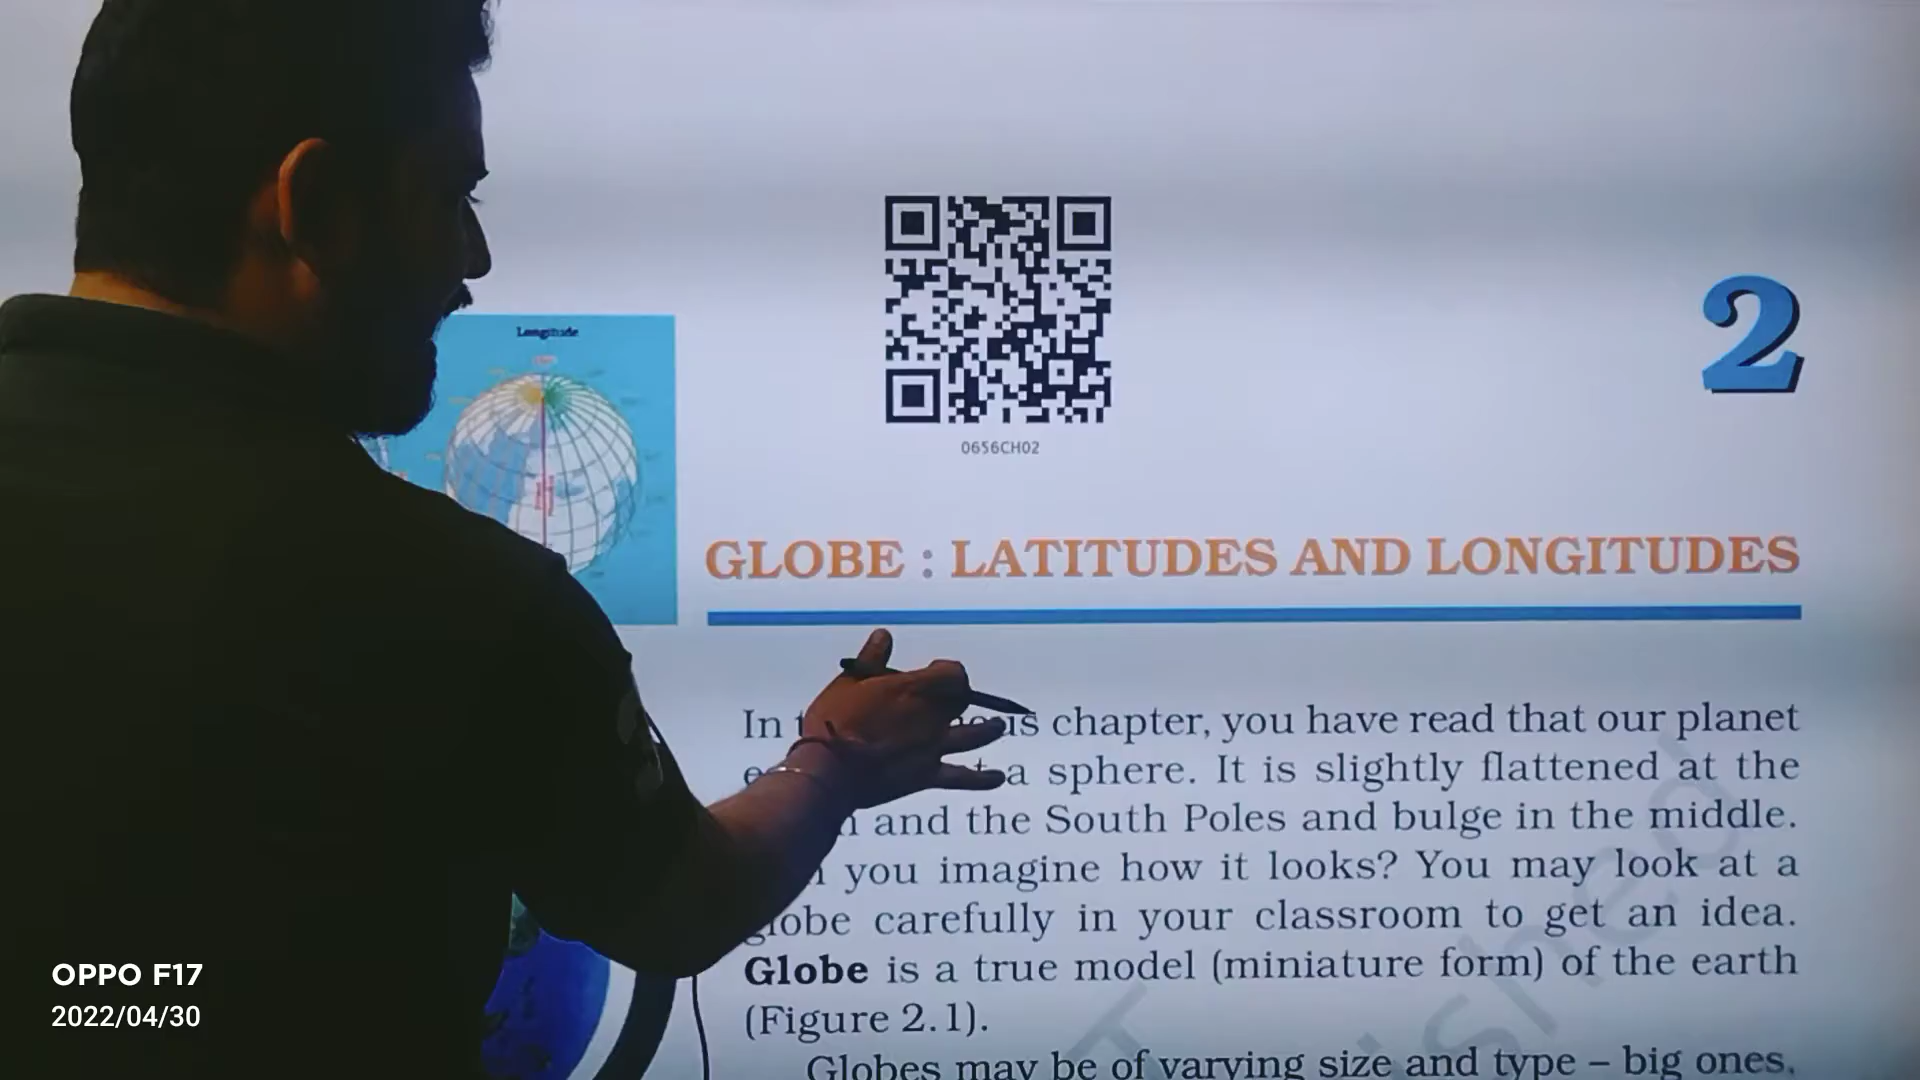 Longitude
0656CH02
2
GLOBE : LATITUDES AND LONGITUDES
In chapter, you have read that our planet
a sphere. It is slightly flattened at the
and the South Poles and bulge in the middle.
you imagine how it looks? You may look at a
globe carefully in your classroom to get an idea.
Globe is a true model (miniature form) of the earth
(Figure 2.1).
Globes may be of varying size and type – big ones,
OPPO F17
2022/04/30